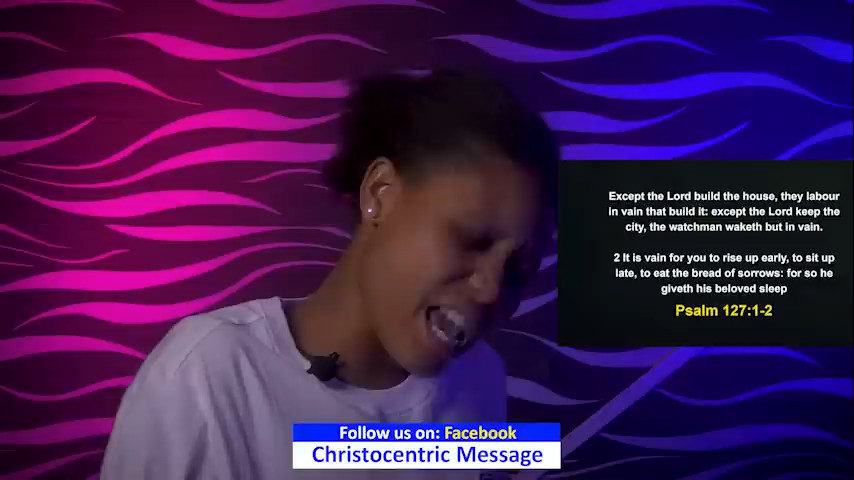 Except the Lord build the house, they labour
in vain that build it: except the Lord keep the
city, the watchman waketh but in vain.
2 It is vain for you to rise up early, to sit up
late, to eat the bread of sorrows: for so he
giveth his beloved sleep
Psalm 127:1-2
Follow us on: Facebook
Christocentric Message